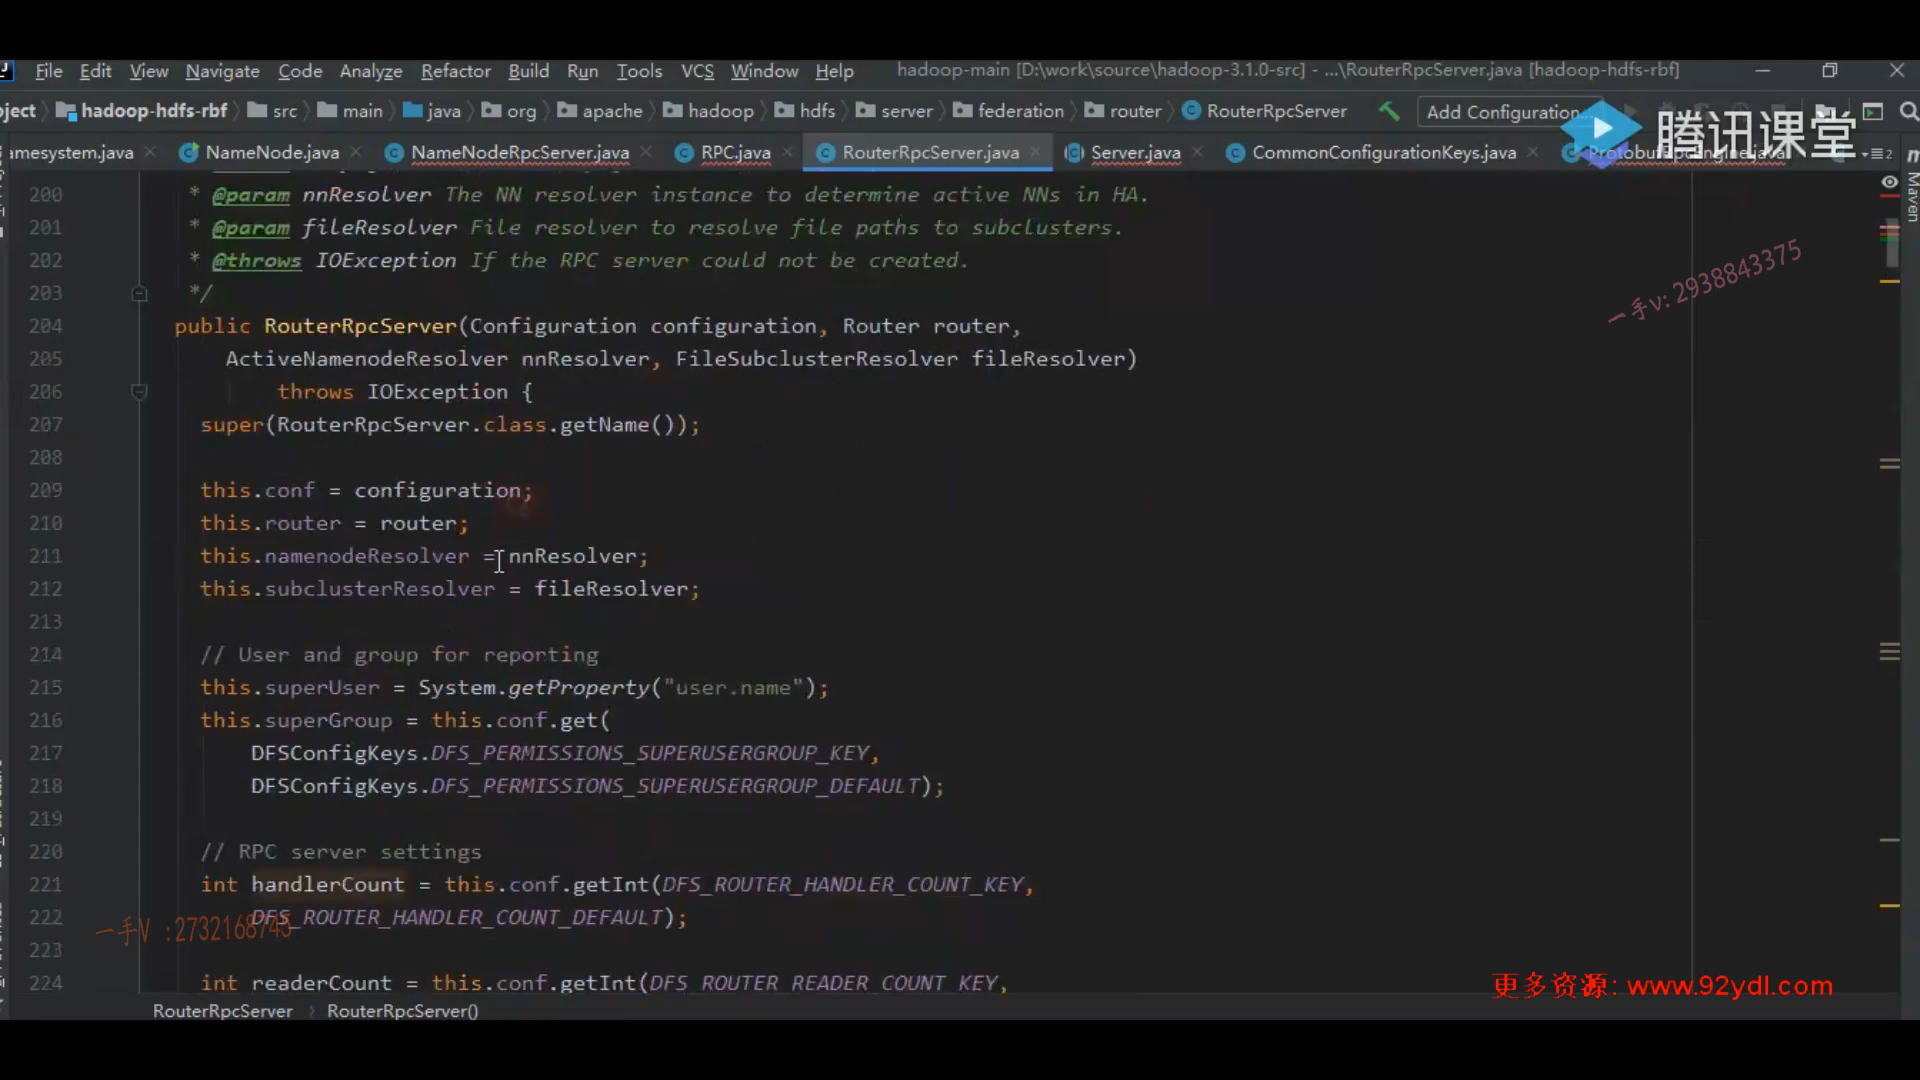 File Edit View Navigate Code Analyze Refactor Build Run Tools VCS Window Help hadoop-main [D:\work\source\hadoop-3.1.0-src] - ...\RouterRpcServer.java [hadoop-hdfs-rbf]
oject hadoop-hdfs-rbf src main java org apache hadoop hdfs server federation router RouterRpcServer Add Configuration...
腾讯课堂
amesystem.java NameNode.java NameNodeRpcServer.java RPC.java RouterRpcServer.java Server.java CommonConfigurationKeys.java
Maven
200 * @param nnResolver The NN resolver instance to determine active NNs in HA.
201 * @param fileResolver File resolver to resolve file paths to subclusters.
202 * @throws IOException If the RPC server could not be created.
203 */
204 public RouterRpcServer(Configuration configuration, Router router,
205 ActiveNamenodeResolver nnResolver, FileSubclusterResolver fileResolver)
206 throws IOException {
207 super(RouterRpcServer.class.getName());
208
209 this.conf = configuration;
210 this.router = router;
211 this.namenodeResolver = nnResolver;
212 this.subclusterResolver = fileResolver;
213
214 // User and group for reporting
215 this.superUser = System.getProperty("user.name");
216 this.superGroup = this.conf.get(
217 DFSConfigKeys.DFS_PERMISSIONS_SUPERUSERGROUP_KEY,
218 DFSConfigKeys.DFS_PERMISSIONS_SUPERUSERGROUP_DEFAULT);
219
220 // RPC server settings
221 int handlerCount = this.conf.getInt(DFS_ROUTER_HANDLER_COUNT_KEY,
222 DFS_ROUTER_HANDLER_COUNT_DEFAULT);
223
224 int readerCount = this.conf.getInt(DFS_ROUTER_READER_COUNT_KEY,
一手v: 2938843375
一手V :2732168745
更多资源: www.92ydl.com
RouterRpcServer RouterRpcServer()